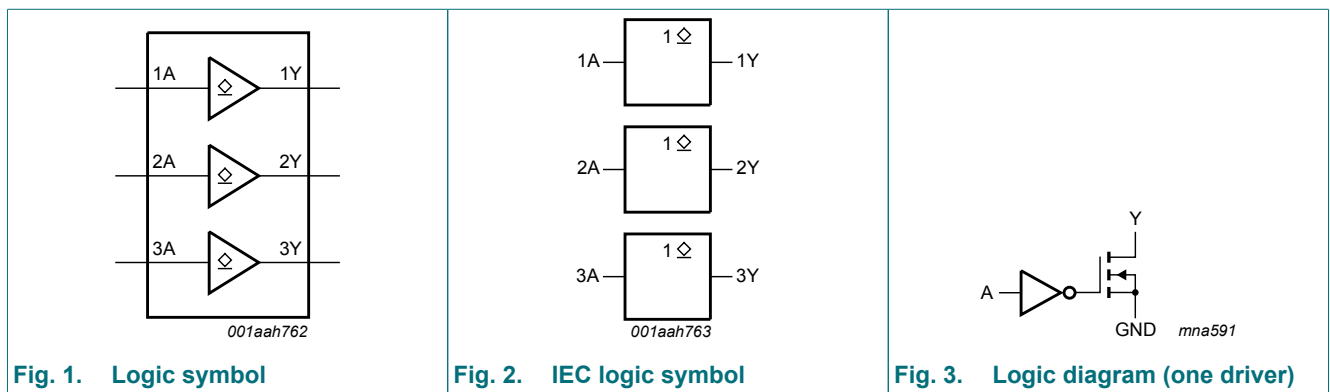 1A 1Y
2A 2Y
3A 3Y
001aah762
Fig. 1. Logic symbol
1
1A 1Y
1
2A 2Y
1
3A 3Y
001aah763
Fig. 2. IEC logic symbol
Y
A
GND mna591
Fig. 3. Logic diagram (one driver)